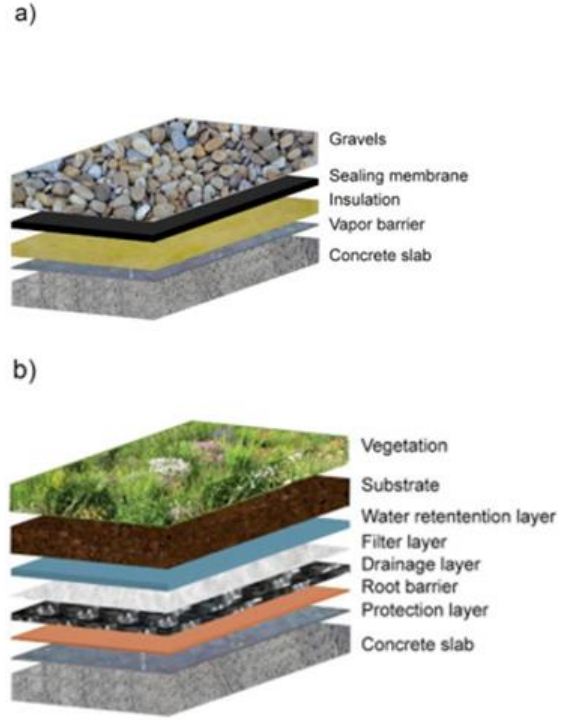 a)
Gravels
Sealing membrane
Insulation
Vapor barrier
Concrete slab
b)
Vegetation
Substrate
Water retentention layer
Filter layer
Drainage layer
Root barrier
Protection layer
Concrete slab